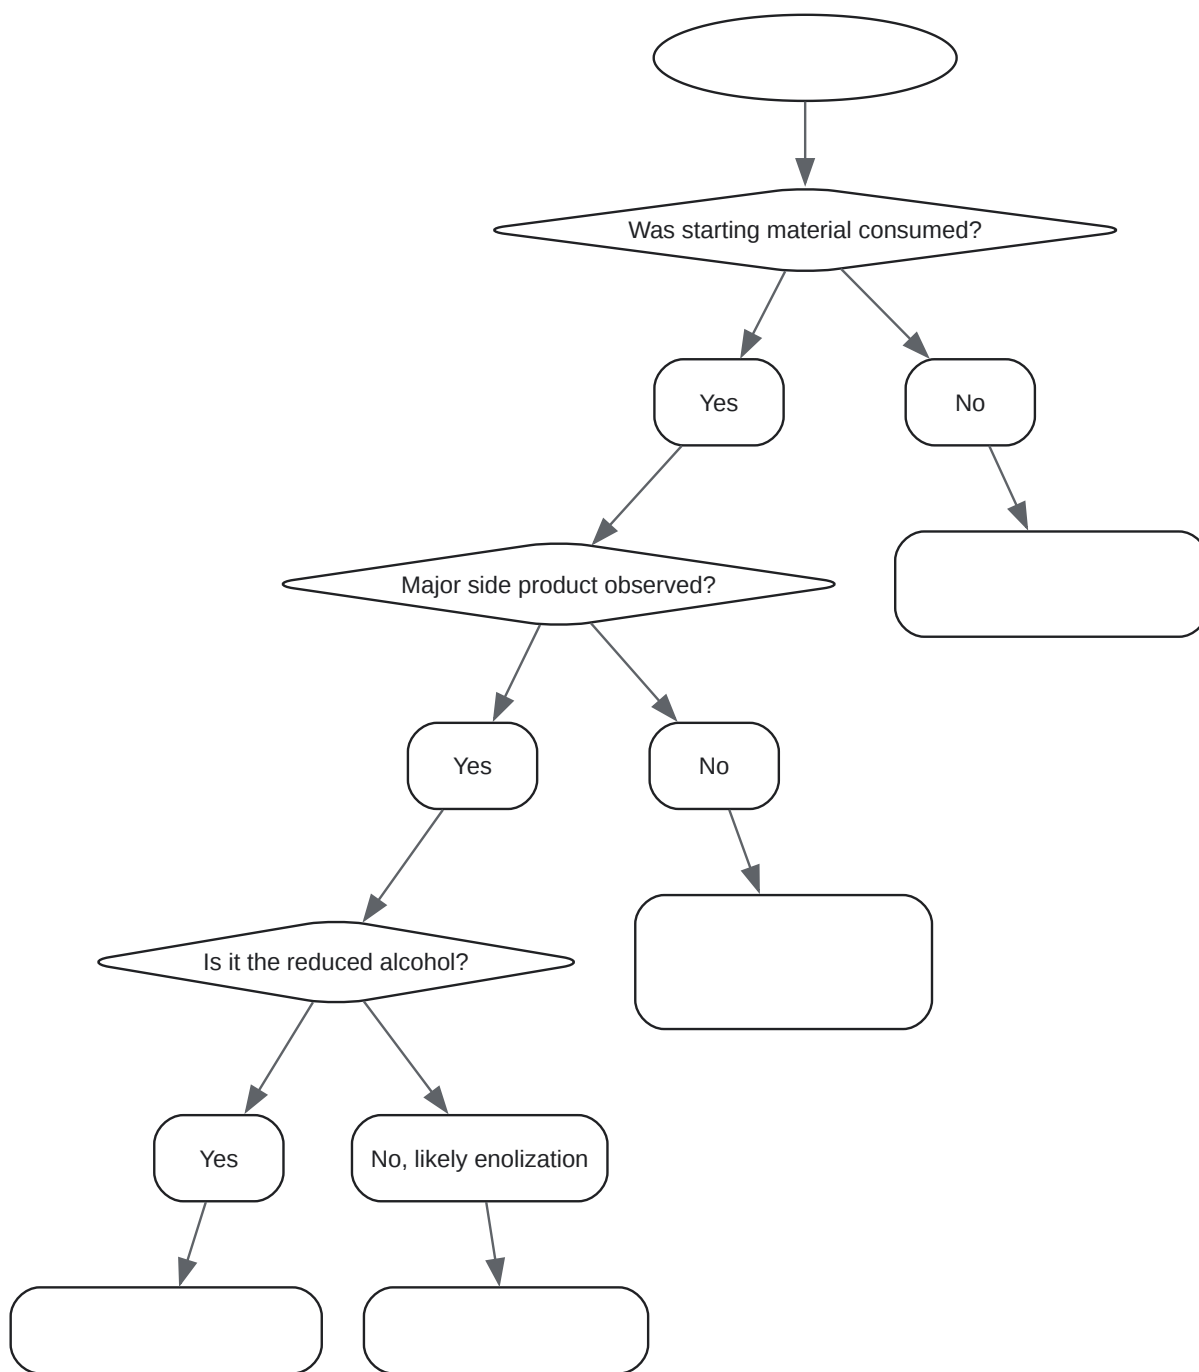 Was starting material consumed?
Yes
No
Major side product observed?
Yes
No
Is it the reduced alcohol?
Yes
No, likely enolization